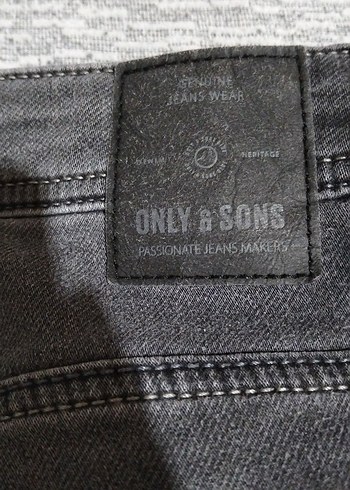 GENUINE
JEANS WEAR
DENIM HERITAGE
ONLY & SONS
PASSIONATE JEANS MAKERS